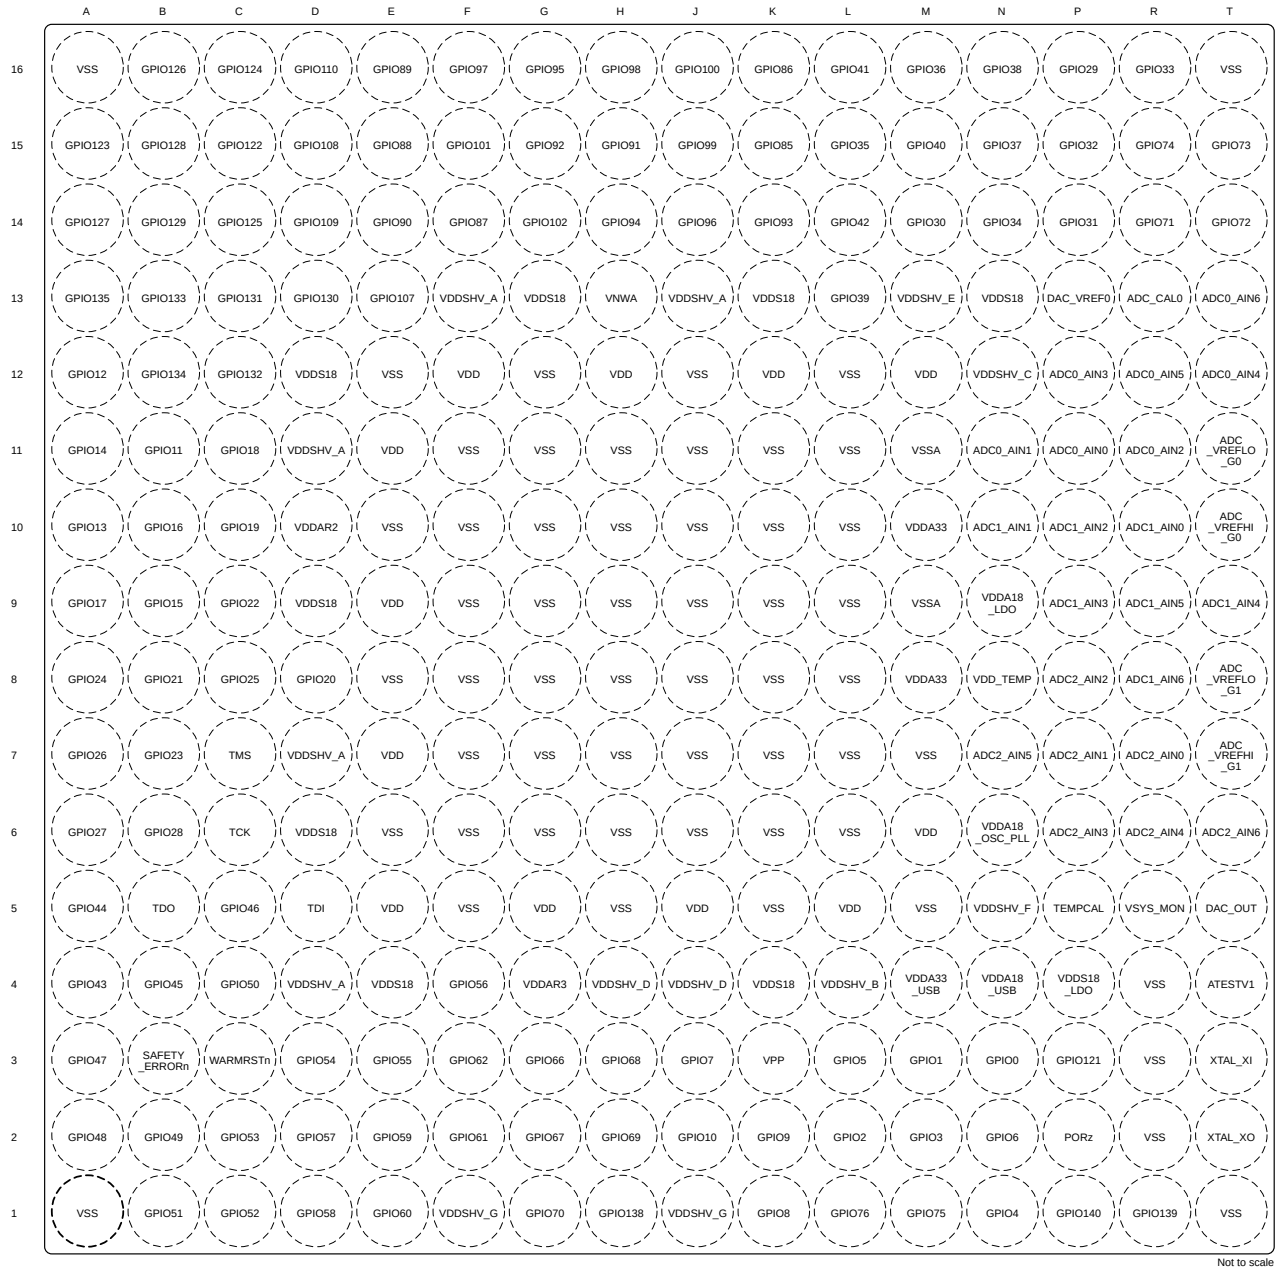 A B C D E F G H J K L M N P R T
16 VSS GPIO126 GPIO124 GPIO110 GPIO89 GPIO97 GPIO95 GPIO98 GPIO100 GPIO86 GPIO41 GPIO36 GPIO38 GPIO29 GPIO33 VSS
15 GPIO123 GPIO128 GPIO122 GPIO108 GPIO88 GPIO101 GPIO92 GPIO91 GPIO99 GPIO85 GPIO35 GPIO40 GPIO37 GPIO32 GPIO74 GPIO73
14 GPIO127 GPIO129 GPIO125 GPIO109 GPIO90 GPIO87 GPIO102 GPIO94 GPIO96 GPIO93 GPIO42 GPIO30 GPIO34 GPIO31 GPIO71 GPIO72
13 GPIO135 GPIO133 GPIO131 GPIO130 GPIO107 VDDSHV_A VDDS18 VNWA VDDSHV_A VDDS18 GPIO39 VDDSHV_E VDDS18 DAC_VREF0 ADC_CAL0 ADC0_AIN6
12 GPIO12 GPIO134 GPIO132 VDDS18 VSS VDD VSS VDD VSS VDD VSS VDD VDDSHV_C ADC0_AIN3 ADC0_AIN5 ADC0_AIN4
11 GPIO14 GPIO11 GPIO18 VDDSHV_A VDD VSS VSS VSS VSS VSS VSS VSSA ADC0_AIN1 ADC0_AIN0 ADC0_AIN2 ADC
_VREFLO
_G0
10 GPIO13 GPIO16 GPIO19 VDDAR2 VSS VSS VSS VSS VSS VSS VSS VDDA33 ADC1_AIN1 ADC1_AIN2 ADC1_AIN0 ADC
_VREFHI
_G0
9 GPIO17 GPIO15 GPIO22 VDDS18 VDD VSS VSS VSS VSS VSS VSS VSSA VDDA18
_LDO ADC1_AIN3 ADC1_AIN5 ADC1_AIN4
8 GPIO24 GPIO21 GPIO25 GPIO20 VSS VSS VSS VSS VSS VSS VSS VDDA33 VDD_TEMP ADC2_AIN2 ADC1_AIN6 ADC
_VREFLO
_G1
7 GPIO26 GPIO23 TMS VDDSHV_A VDD VSS VSS VSS VSS VSS VSS VSS ADC2_AIN5 ADC2_AIN1 ADC2_AIN0 ADC
_VREFHI
_G1
6 GPIO27 GPIO28 TCK VDDS18 VSS VSS VSS VSS VSS VSS VSS VDD VDDA18
_OSC_PLL ADC2_AIN3 ADC2_AIN4 ADC2_AIN6
5 GPIO44 TDO GPIO46 TDI VDD VSS VDD VSS VDD VSS VDD VSS VDDSHV_F TEMPCAL VSYS_MON DAC_OUT
4 GPIO43 GPIO45 GPIO50 VDDSHV_A VDDS18 GPIO56 VDDAR3 VDDSHV_D VDDSHV_D VDDS18 VDDSHV_B VDDA33
_USB VDDA18
_USB VDDS18
_LDO VSS ATESTV1
3 GPIO47 SAFETY
_ERRORn WARMRSTn GPIO54 GPIO55 GPIO62 GPIO66 GPIO68 GPIO7 VPP GPIO5 GPIO1 GPIO0 GPIO121 VSS XTAL_XI
2 GPIO48 GPIO49 GPIO53 GPIO57 GPIO59 GPIO61 GPIO67 GPIO69 GPIO10 GPIO9 GPIO2 GPIO3 GPIO6 PORz VSS XTAL_XO
1 VSS GPIO51 GPIO52 GPIO58 GPIO60 VDDSHV_G GPIO70 GPIO138 VDDSHV_G GPIO8 GPIO76 GPIO75 GPIO4 GPIO140 GPIO139 VSS
Not to scale